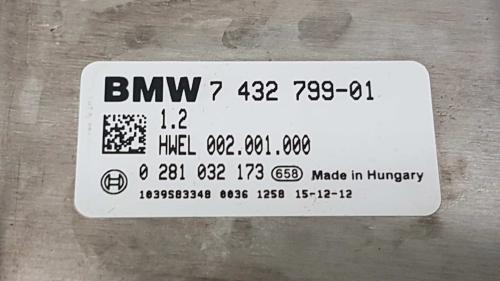 BMW 7 432 799-01
1.2
HWEL 002.001.000
0 281 032 173 658 Made in Hungary
1039S83348 0036 1258 15-12-12